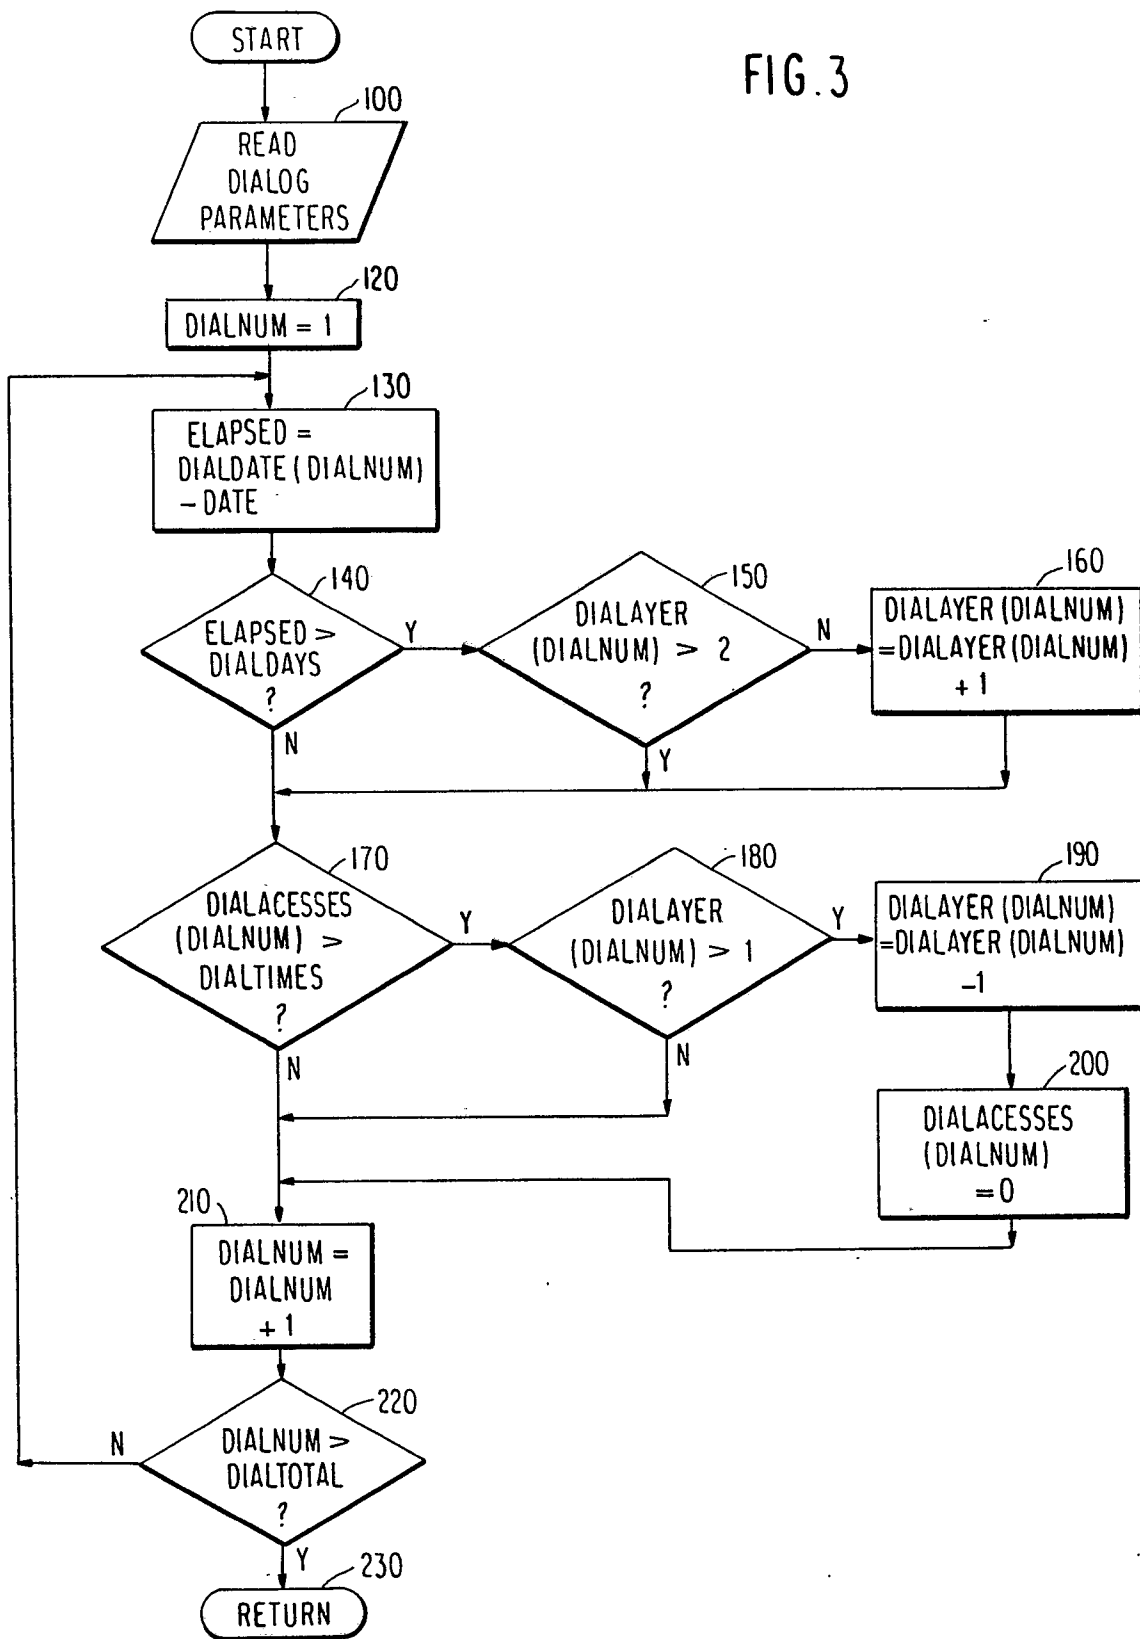 START
FIG. 3
100
READ
DIALOG
PARAMETERS
120
DIALNUM = 1
130
ELAPSED =
DIALDATE (DIALNUM)
- DATE
140
ELAPSED >
DIALDAYS
?
Y
N
150
DIALAYER
(DIALNUM) > 2
?
N
Y
160
DIALAYER (DIALNUM)
=DIALAYER (DIALNUM)
+ 1
170
DIALACESSES
(DIALNUM) >
DIALTIMES
?
Y
N
180
DIALAYER
(DIALNUM) > 1
?
Y
N
190
DIALAYER (DIALNUM)
=DIALAYER (DIALNUM)
-1
200
DIALACESSES
(DIALNUM)
=0
210
DIALNUM =
DIALNUM
+ 1
220
DIALNUM >
DIALTOTAL
?
N
Y
230
RETURN